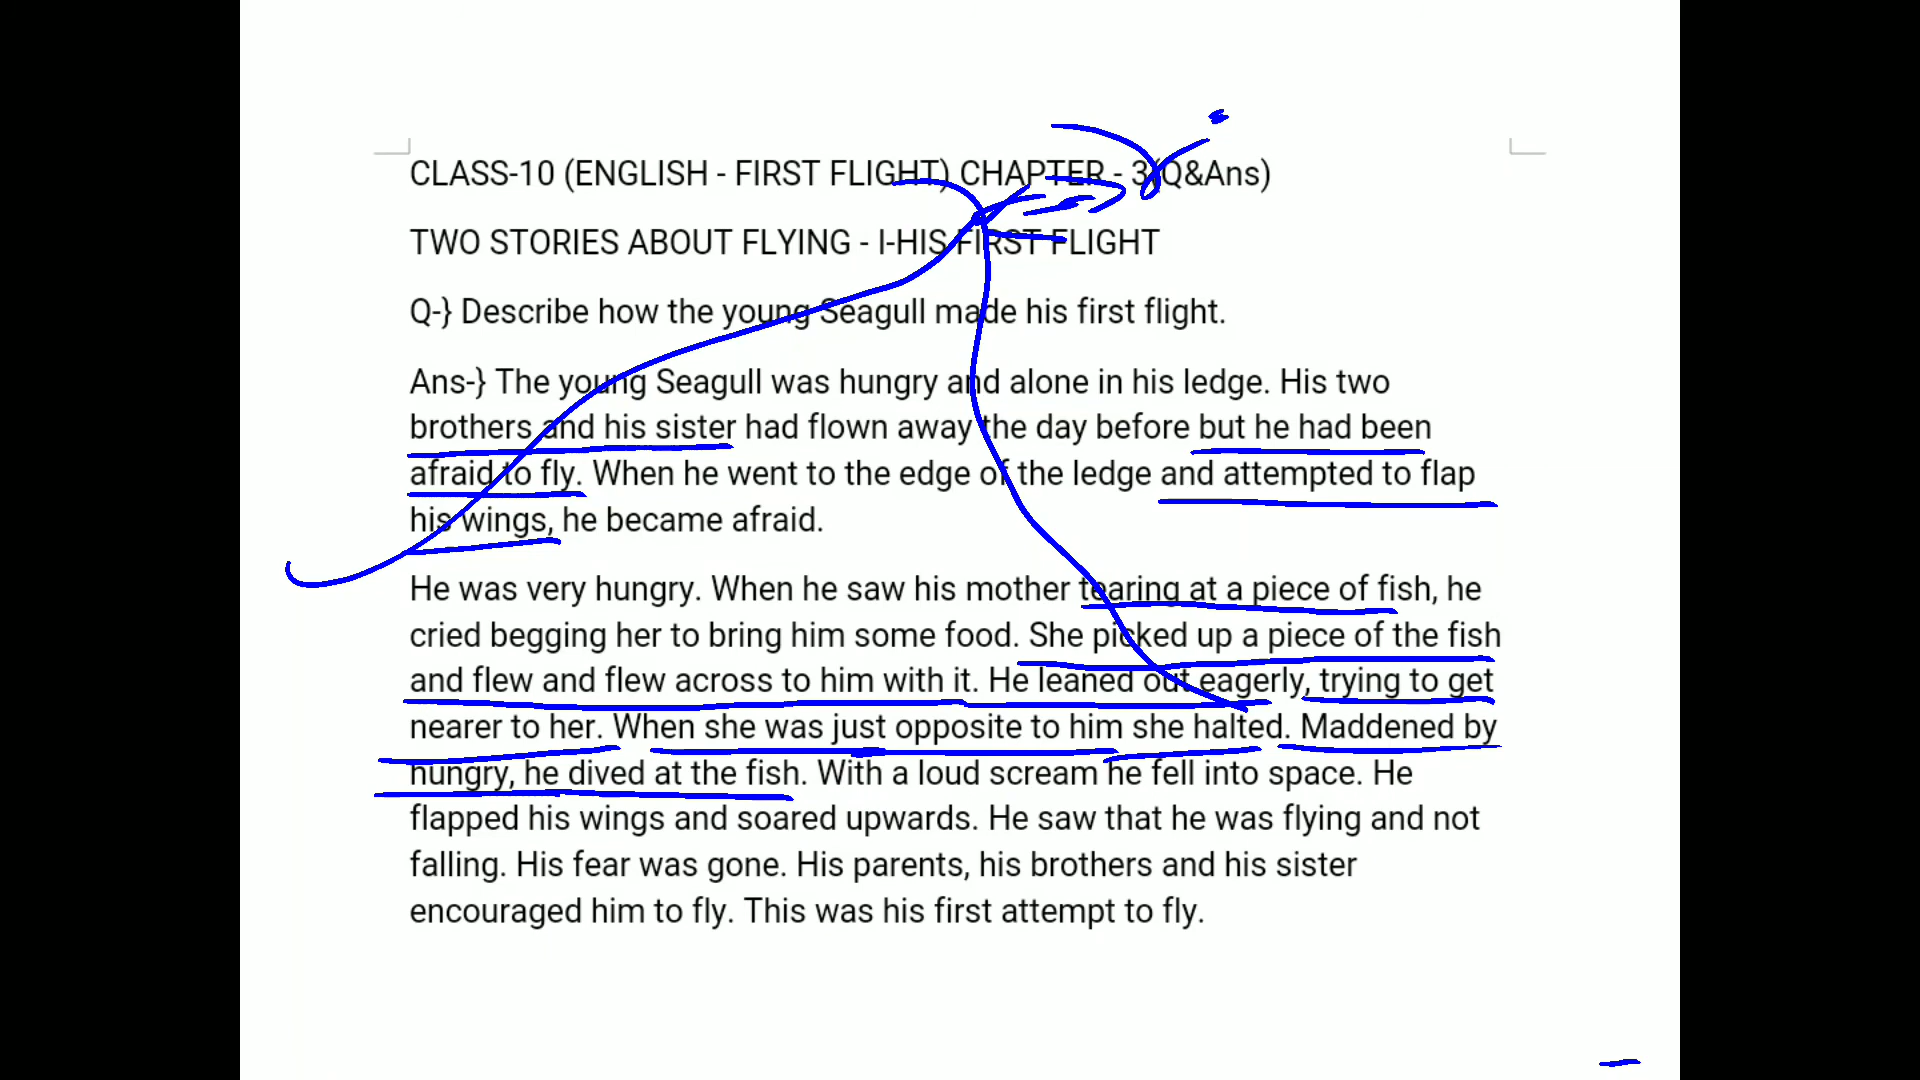 CLASS-10 (ENGLISH - FIRST FLIGHT) CHAPTER - 3(Q&Ans)
TWO STORIES ABOUT FLYING - I-HIS FIRST FLIGHT
Q-} Describe how the young Seagull made his first flight.
Ans-} The young Seagull was hungry and alone in his ledge. His two
brothers and his sister had flown away the day before but he had been
afraid to fly. When he went to the edge of the ledge and attempted to flap
his wings, he became afraid.
He was very hungry. When he saw his mother tearing at a piece of fish, he
cried begging her to bring him some food. She picked up a piece of the fish
and flew and flew across to him with it. He leaned out eagerly, trying to get
nearer to her. When she was just opposite to him she halted. Maddened by
hungry, he dived at the fish. With a loud scream he fell into space. He
flapped his wings and soared upwards. He saw that he was flying and not
falling. His fear was gone. His parents, his brothers and his sister
encouraged him to fly. This was his first attempt to fly.